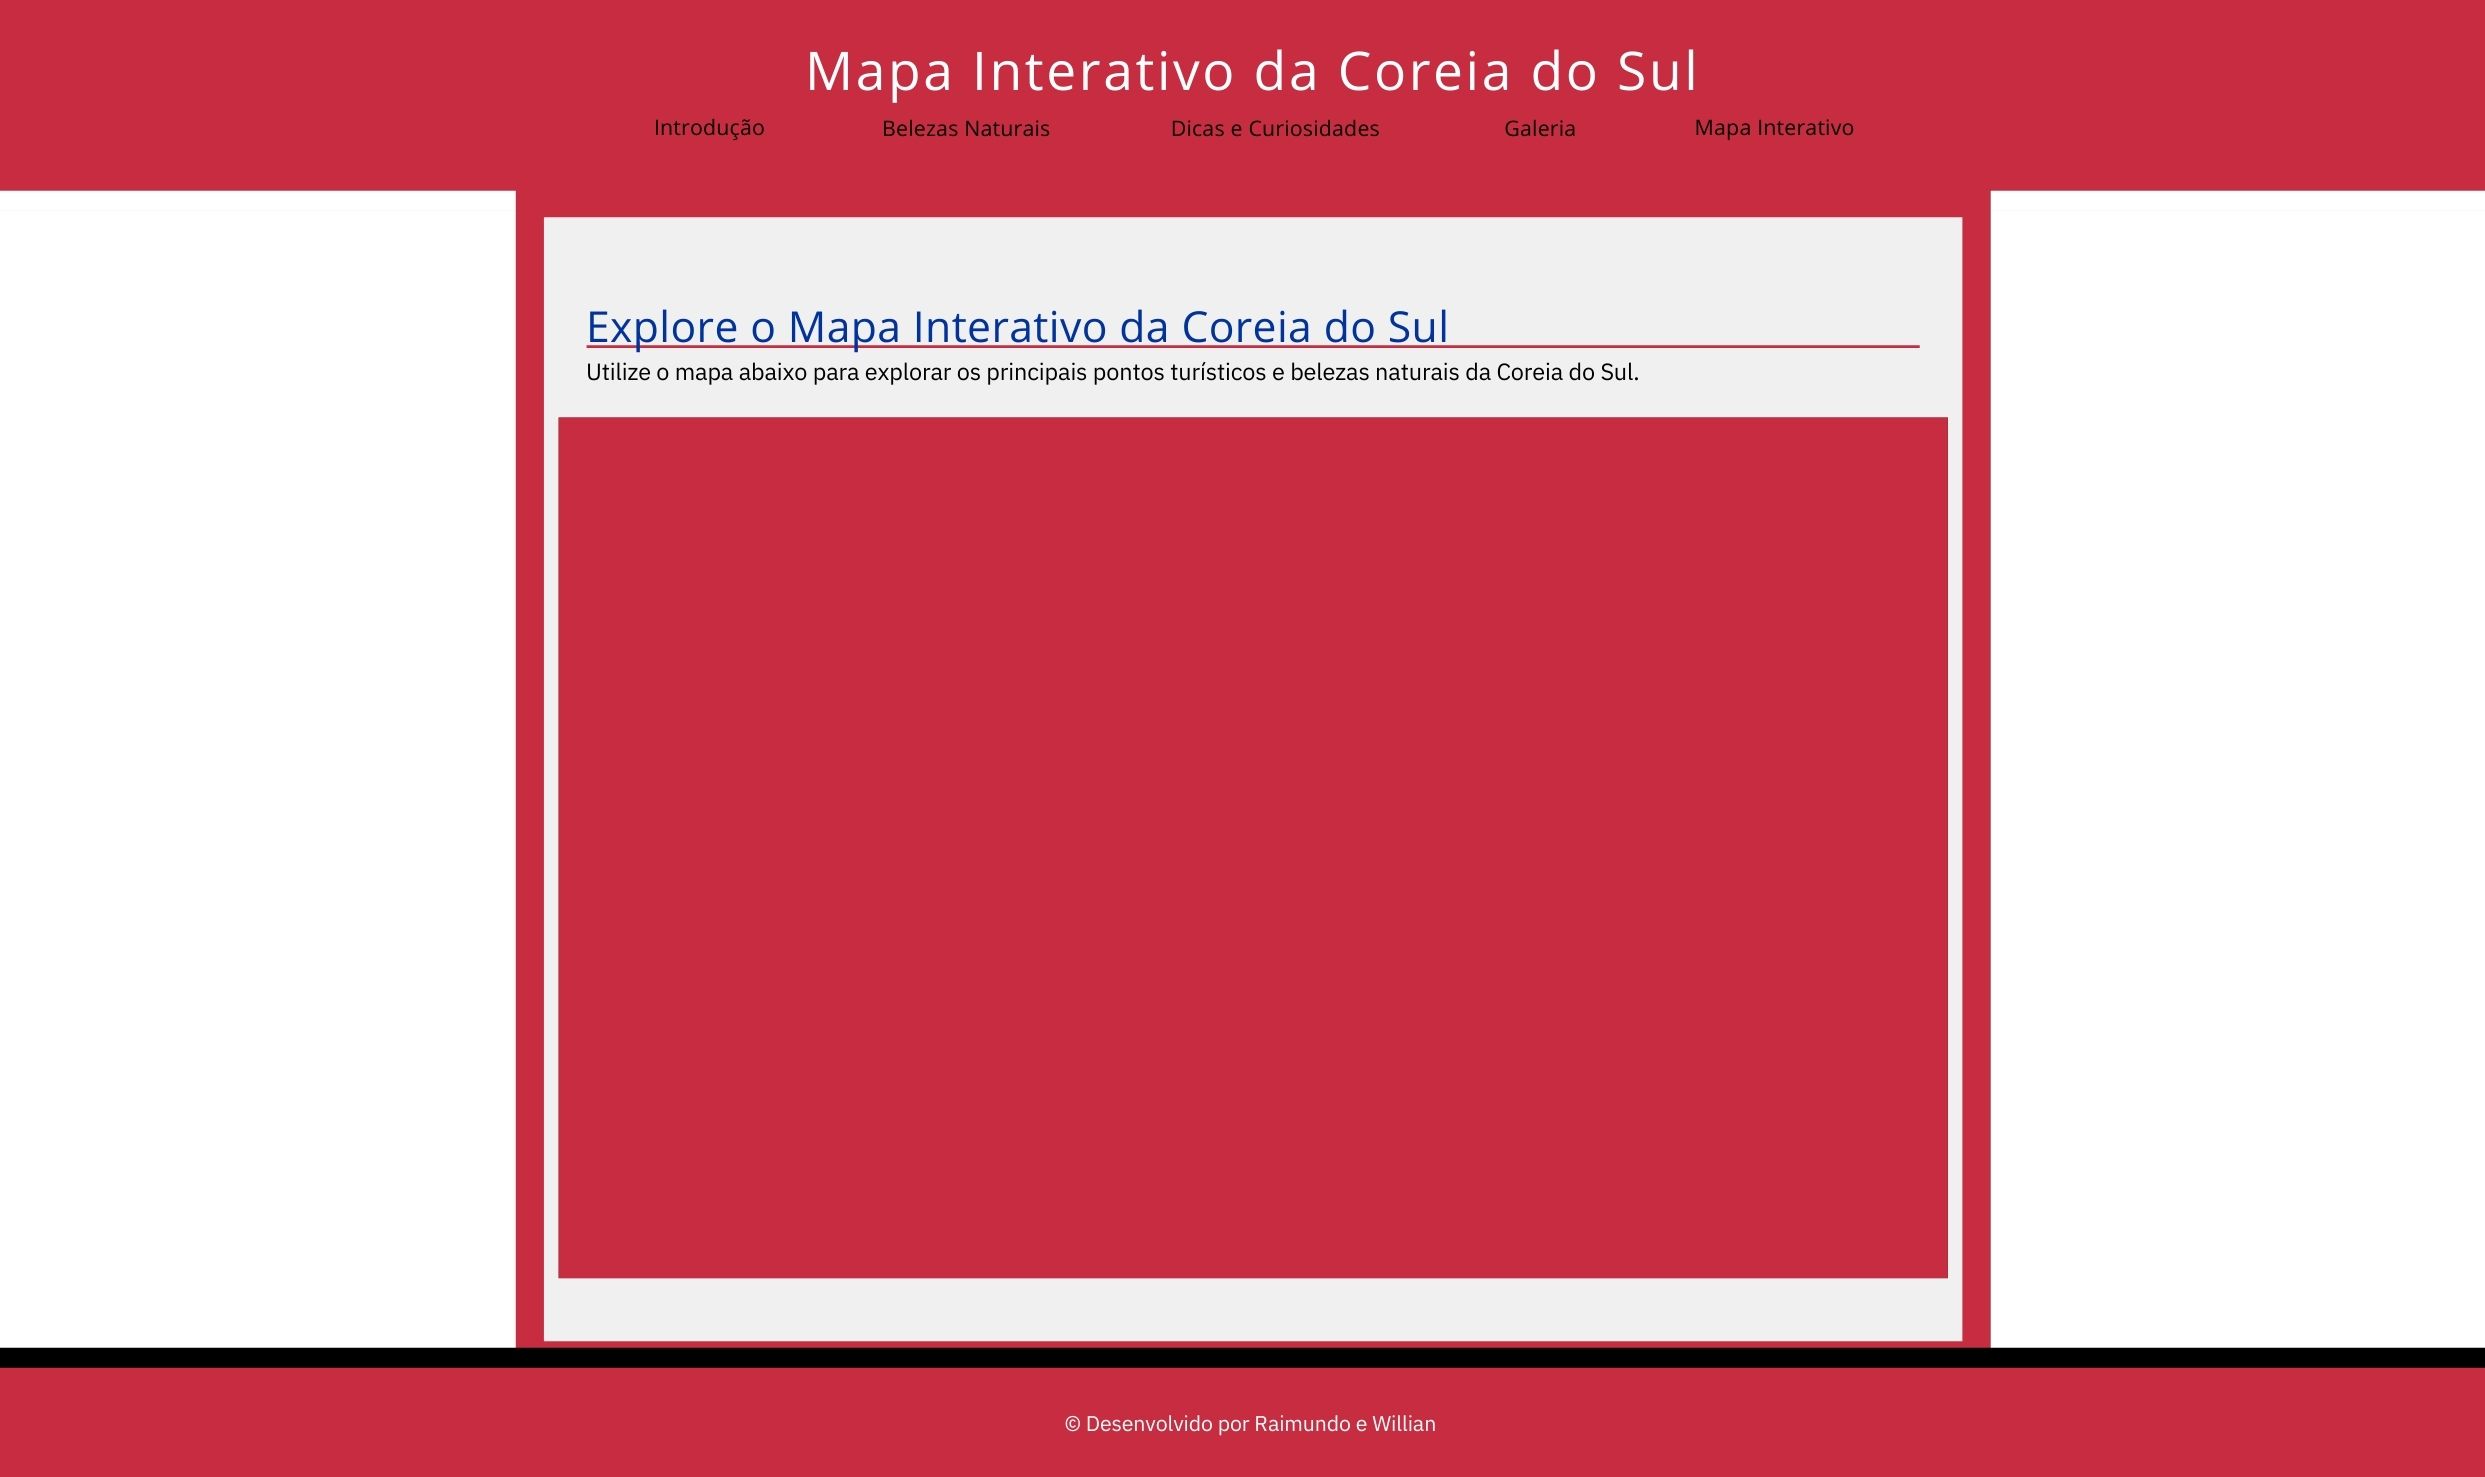 Mapa Interativo da Coreia do Sul
Introdução Belezas Naturais Dicas e Curiosidades Galeria Mapa Interativo
Explore o Mapa Interativo da Coreia do Sul
Utilize o mapa abaixo para explorar os principais pontos turísticos e belezas naturais da Coreia do Sul.
© Desenvolvido por Raimundo e Willian